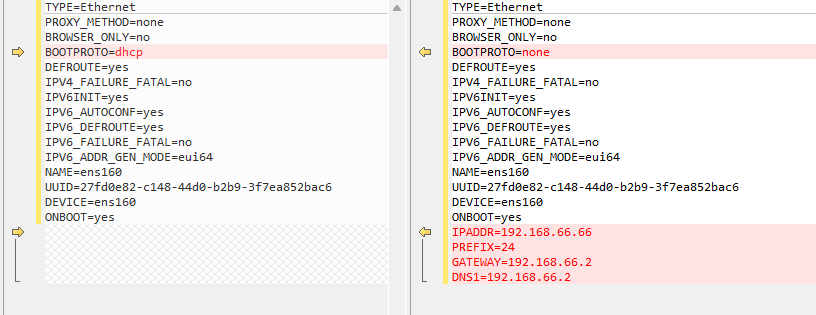 TYPE=Ethernet
PROXY_METHOD=none
BROWSER_ONLY=no
BOOTPROTO=dhcp
DEFROUTE=yes
IPV4_FAILURE_FATAL=no
IPV6INIT=yes
IPV6_AUTOCONF=yes
IPV6_DEFROUTE=yes
IPV6_FAILURE_FATAL=no
IPV6_ADDR_GEN_MODE=eui64
NAME=ens160
UUID=27fd0e82-c148-44d0-b2b9-3f7ea852bac6
DEVICE=ens160
ONBOOT=yes
TYPE=Ethernet
PROXY_METHOD=none
BROWSER_ONLY=no
BOOTPROTO=none
DEFROUTE=yes
IPV4_FAILURE_FATAL=no
IPV6INIT=yes
IPV6_AUTOCONF=yes
IPV6_DEFROUTE=yes
IPV6_FAILURE_FATAL=no
IPV6_ADDR_GEN_MODE=eui64
NAME=ens160
UUID=27fd0e82-c148-44d0-b2b9-3f7ea852bac6
DEVICE=ens160
ONBOOT=yes
IPADDR=192.168.66.66
PREFIX=24
GATEWAY=192.168.66.2
DNS1=192.168.66.2